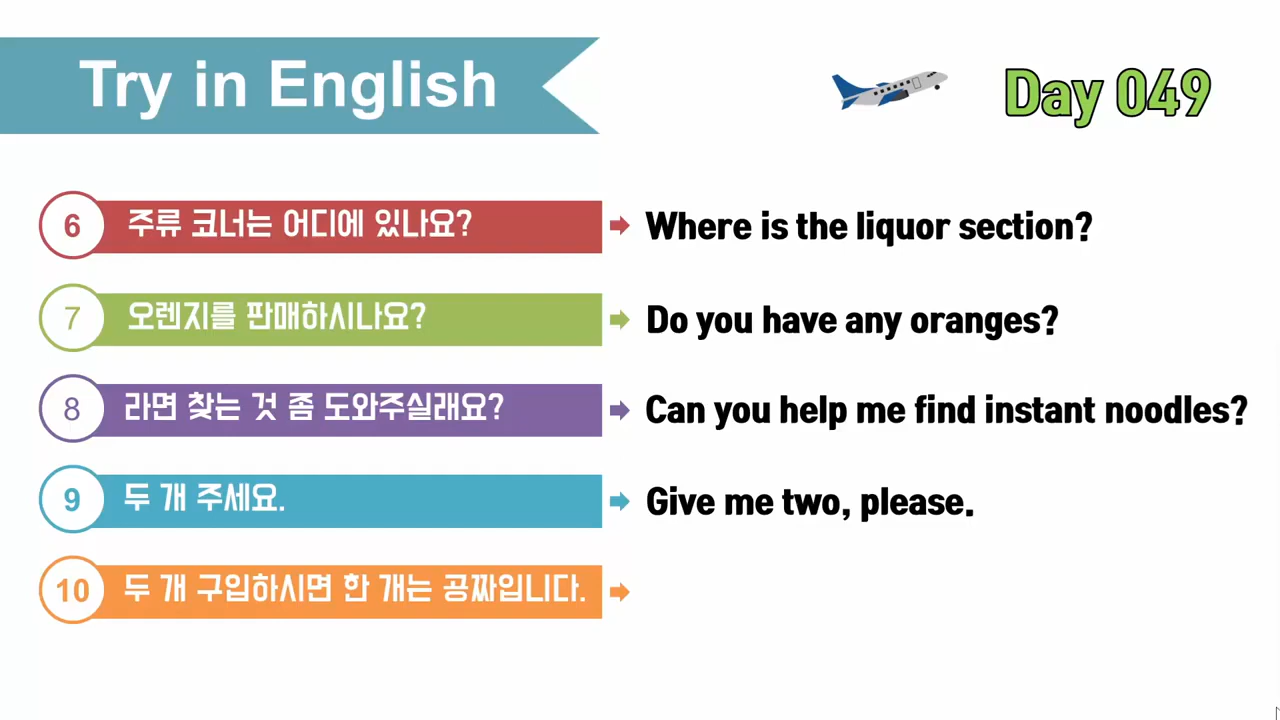 Try in English
Day 049
6 주류 코너는 어디에 있나요? Where is the liquor section?
7 오렌지를 판매하시나요? Do you have any oranges?
8 라면 찾는 것 좀 도와주실래요? Can you help me find instant noodles?
9 두 개 주세요. Give me two, please.
10 두 개 구입하시면 한 개는 공짜입니다.